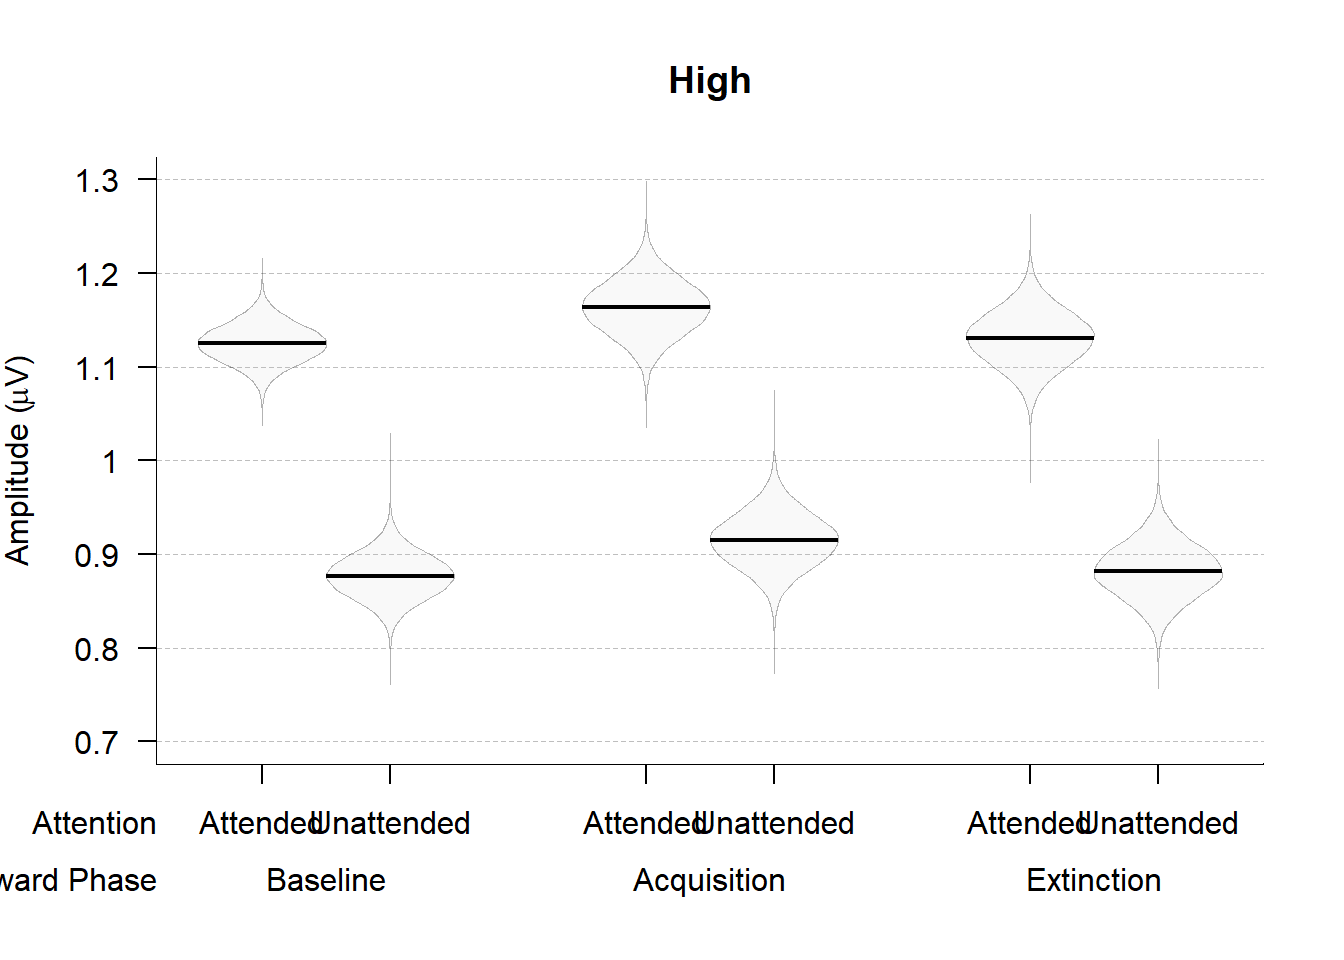 High
1.3
1.2
1.1
1
0.9
0.8
0.7
Amplitude (μV)
Attention Attended Unattended Attended Unattended Attended Unattended
ward Phase Baseline Acquisition Extinction